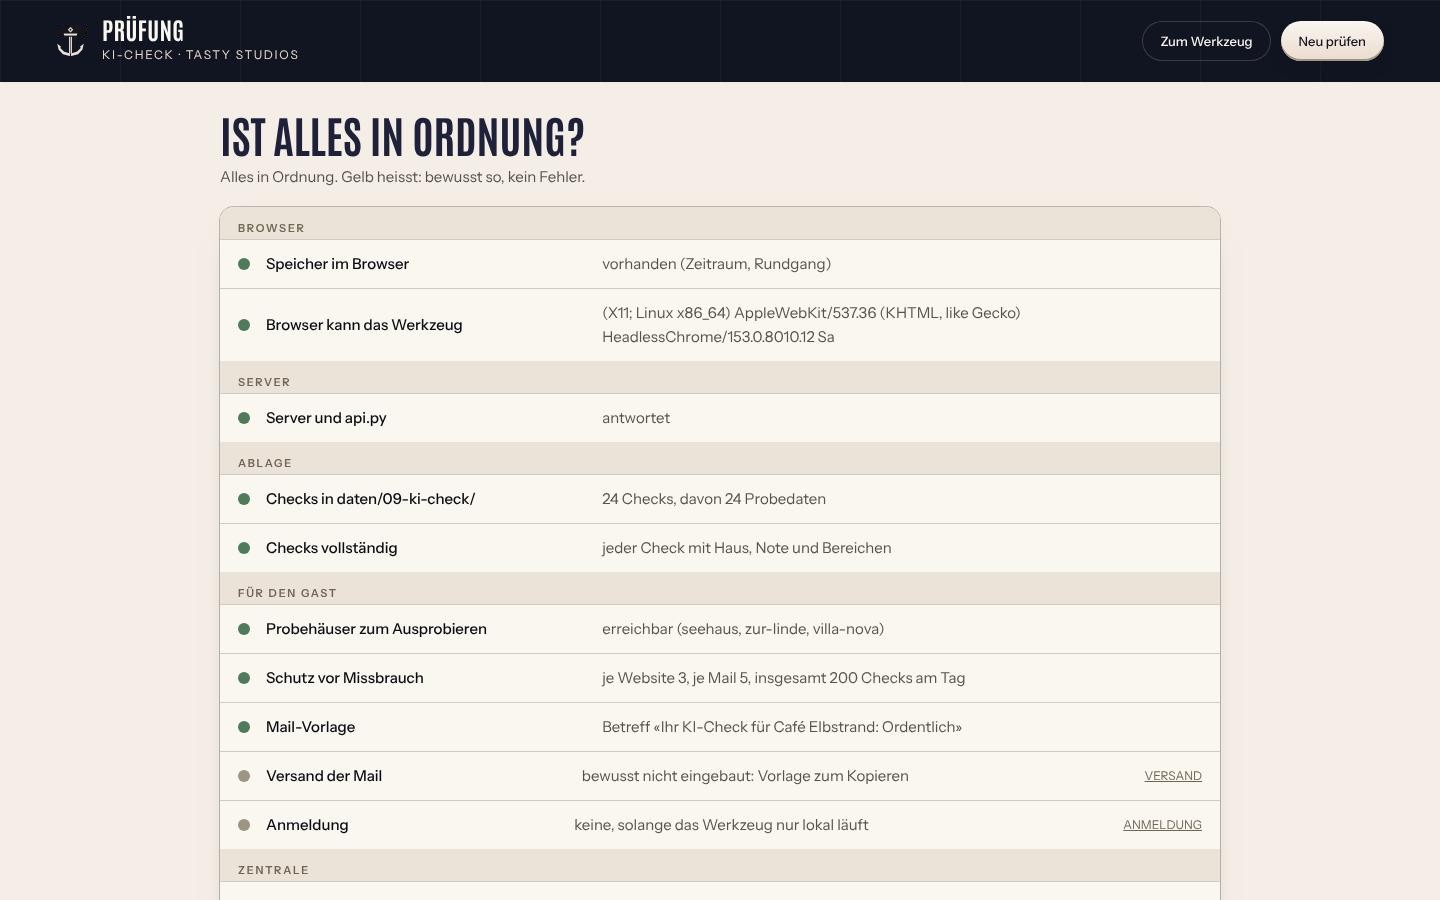 PRÜFUNG
KI-CHECK · TASTY STUDIOS
Zum Werkzeug
Neu prüfen
IST ALLES IN ORDNUNG?
Alles in Ordnung. Gelb heisst: bewusst so, kein Fehler.
BROWSER
Speicher im Browser
vorhanden (Zeitraum, Rundgang)
Browser kann das Werkzeug
(X11; Linux x86_64) AppleWebKit/537.36 (KHTML, like Gecko)
HeadlessChrome/153.0.8010.12 Sa
SERVER
Server und api.py
antwortet
ABLAGE
Checks in daten/09-ki-check/
24 Checks, davon 24 Probedaten
Checks vollständig
jeder Check mit Haus, Note und Bereichen
FÜR DEN GAST
Probehäuser zum Ausprobieren
erreichbar (seehaus, zur-linde, villa-nova)
Schutz vor Missbrauch
je Website 3, je Mail 5, insgesamt 200 Checks am Tag
Mail-Vorlage
Betreff «Ihr KI-Check für Café Elbstrand: Ordentlich»
Versand der Mail
bewusst nicht eingebaut: Vorlage zum Kopieren
VERSAND
Anmeldung
keine, solange das Werkzeug nur lokal läuft
ANMELDUNG
ZENTRALE